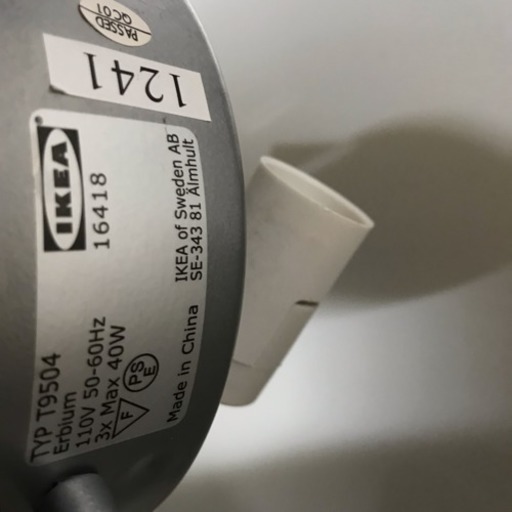 PASSED
QC01
1241
IKEA
16418
IKEA of Sweden AB
SE-343 81 Älmhult
TYP T9504
Erbium
110V 50-60Hz
3x Max 40W
F
PS
E
Made in China